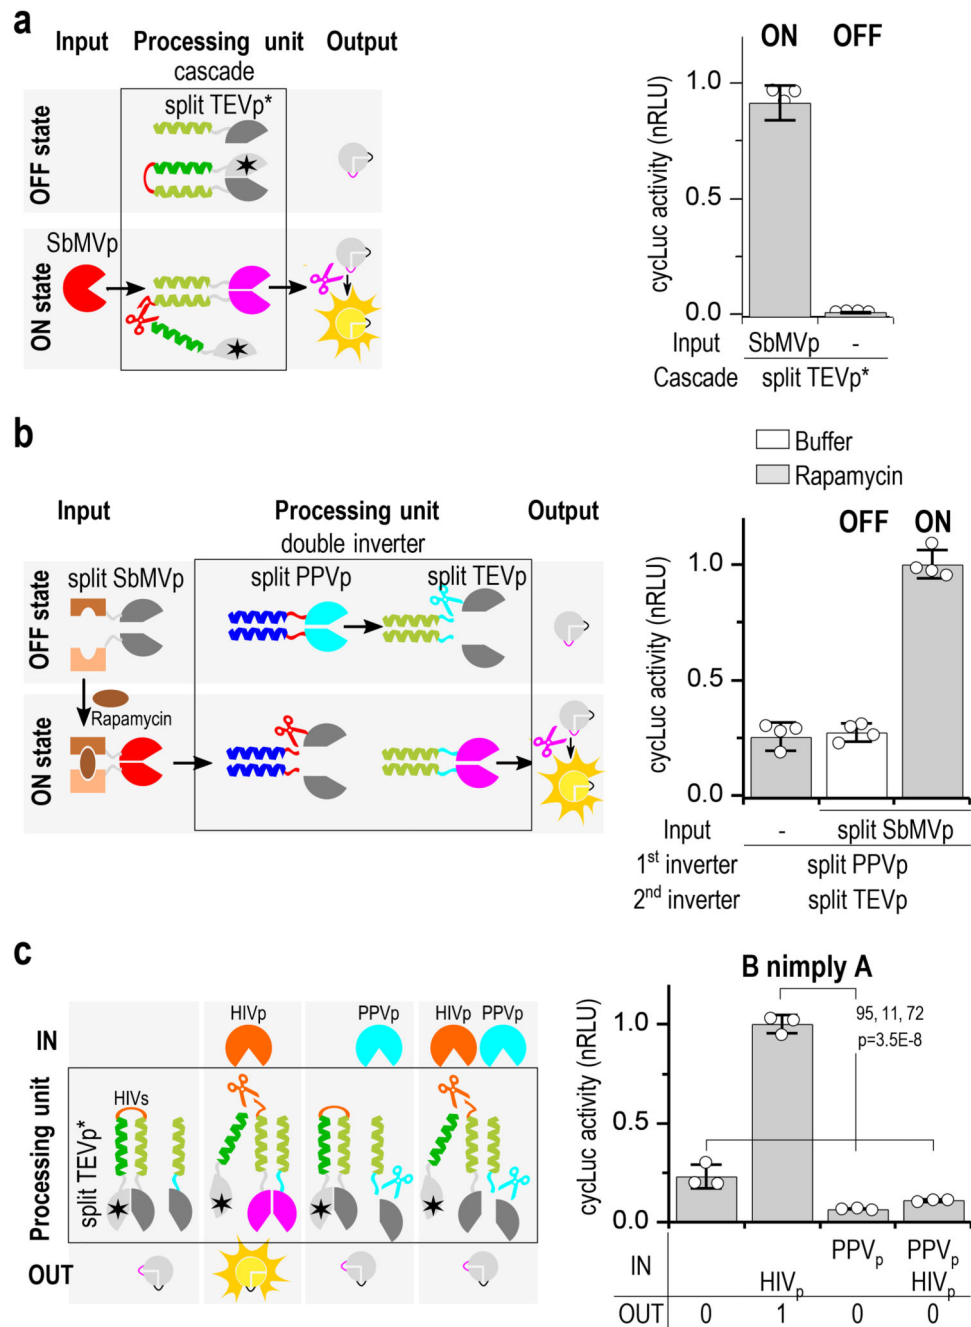 a
Input Processing unit Output
cascade
split TEVp*
OFF state
SbMVp
ON state
ON OFF
cycLuc activity (nRLU)
1.0
0.5
0.0
Input SbMVp -
Cascade split TEVp*
b
Buffer
Rapamycin
Input Processing unit Output
double inverter
split SbMVp split PPVp split TEVp
OFF state
Rapamycin
ON state
OFF ON
cycLuc activity (nRLU)
1.0
0.5
0.0
Input - split SbMVp
1st inverter split PPVp
2nd inverter split TEVp
c
IN
HIVp PPVp HIVp PPVp
Processing unit
split TEVp*
HIVs
OUT
B nimply A
95, 11, 72
p=3.5E-8
cycLuc activity (nRLU)
1.0
0.5
0.0
PPVp PPVp
IN
HIVp HIVp
OUT 0 1 0 0